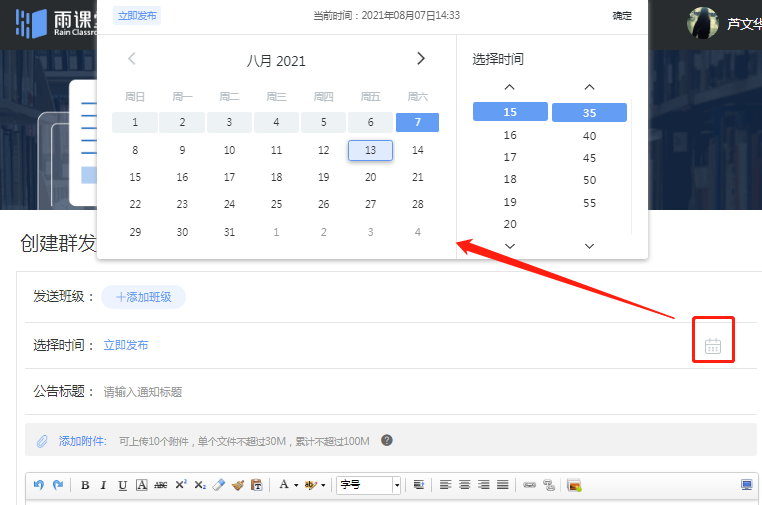 雨课堂
Rain Classro
立即发布
当前时间：2021年08月07日14:33
确定
芦文华
八月 2021
周日 周一 周二 周三 周四 周五 周六
1 2 3 4 5 6 7
8 9 10 11 12 13 14
15 16 17 18 19 20 21
22 23 24 25 26 27 28
29 30 31 1 2 3 4
选择时间
15 35
16 40
17 45
18 50
19 55
20
创建群发
发送班级： ＋添加班级
选择时间： 立即发布
公告标题： 请输入通知标题
添加附件: 可上传10个附件，单个文件不超过30M，累计不超过100M ?
B I U A ABC X² X₂ A ab 字号